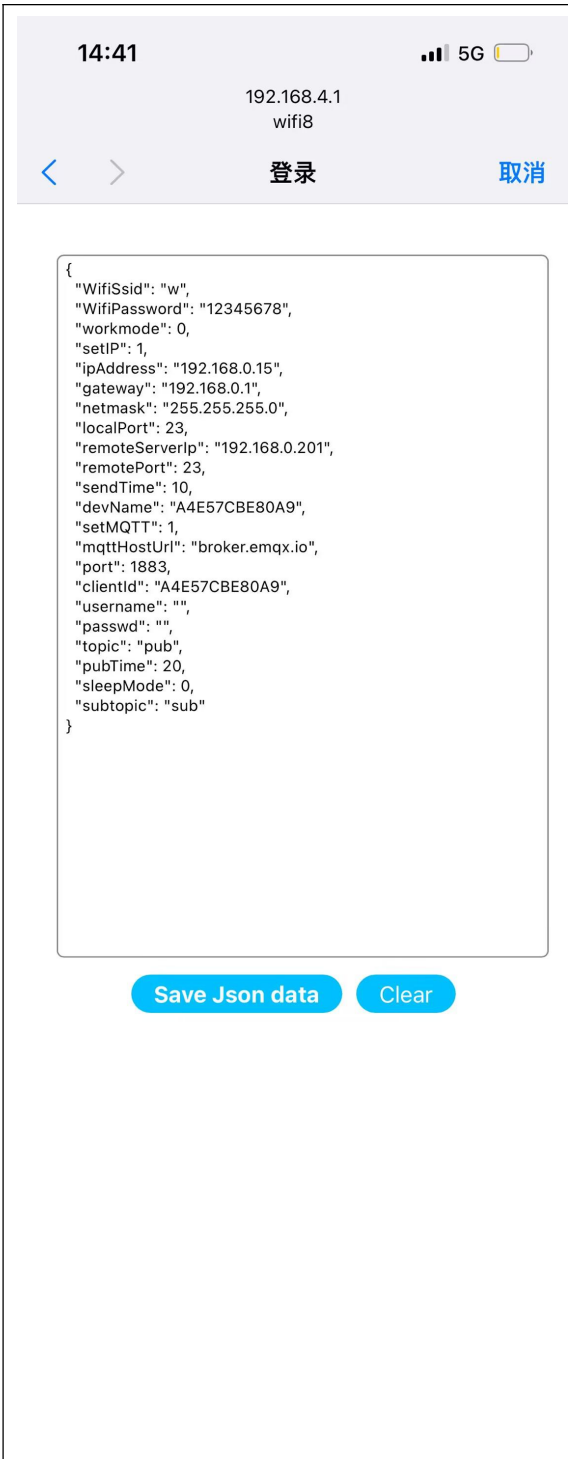 14:41
5G
192.168.4.1
wifi8
登录
取消
{
"WifiSsid": "w",
"WifiPassword": "12345678",
"workmode": 0,
"setIP": 1,
"ipAddress": "192.168.0.15",
"gateway": "192.168.0.1",
"netmask": "255.255.255.0",
"localPort": 23,
"remoteServerIp": "192.168.0.201",
"remotePort": 23,
"sendTime": 10,
"devName": "A4E57CBE80A9",
"setMQTT": 1,
"mqttHostUrl": "broker.emqx.io",
"port": 1883,
"clientId": "A4E57CBE80A9",
"username": "",
"passwd": "",
"topic": "pub",
"pubTime": 20,
"sleepMode": 0,
"subtopic": "sub"
}
Save Json data
Clear